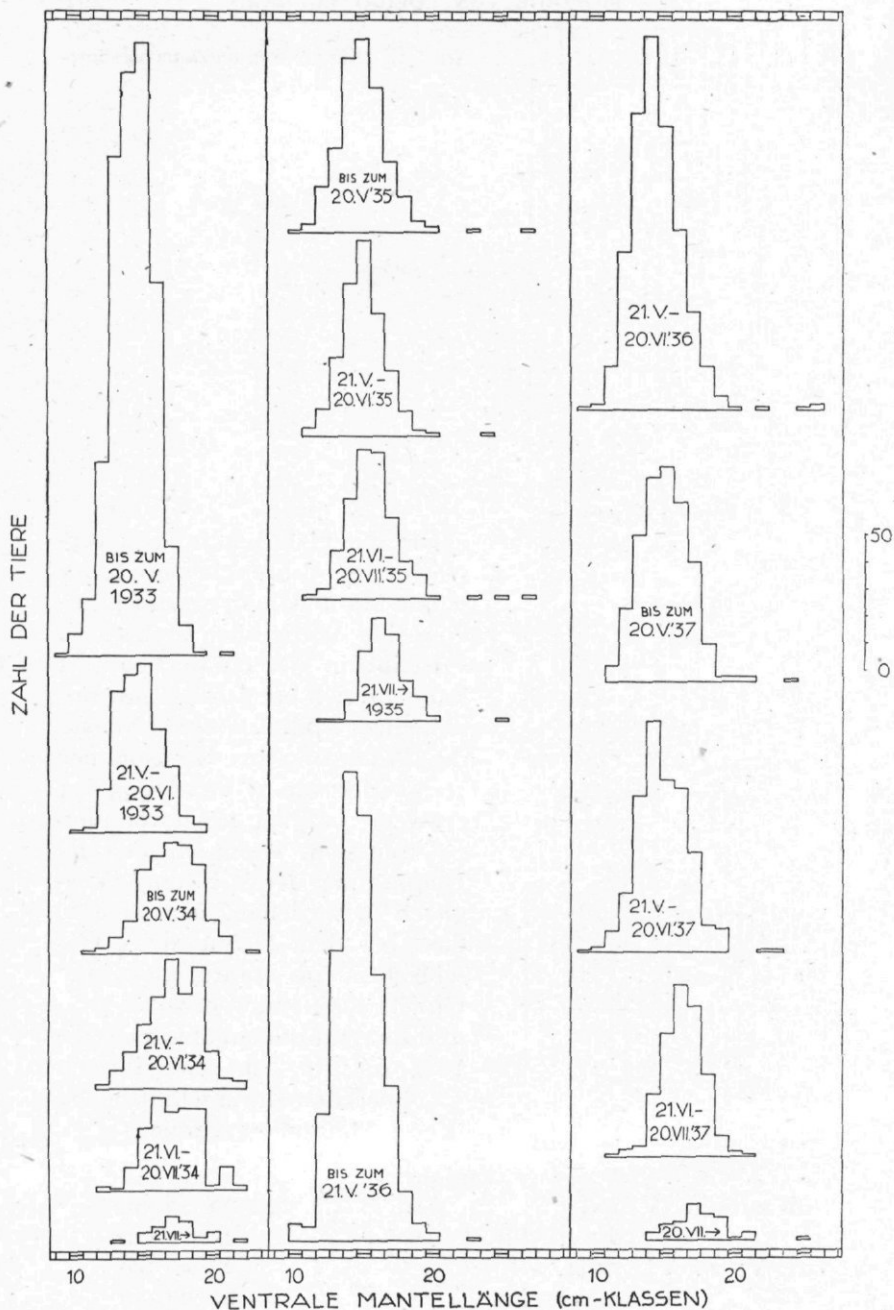 BIS ZUM
20. V.
1933
21.V.–
20.VI.
1933
BIS ZUM
20.V.'34
21.V.–
20.VI.'34
21.VI.–
20.VII.'34
21.VII.→
BIS ZUM
20.V.'35
21.V.–
20.VI.'35
21.VI.–
20.VII.'35
21.VII.→
1935
BIS ZUM
21.V.'36
21.V.–
20.VI.'36
BIS ZUM
20.V.'37
21.V.–
20.VI.'37
21.VI.–
20.VII.'37
20.VII.→
ZAHL DER TIERE
50
0
10 20 10 20 10 20
VENTRALE MANTELLÄNGE (cm-KLASSEN)